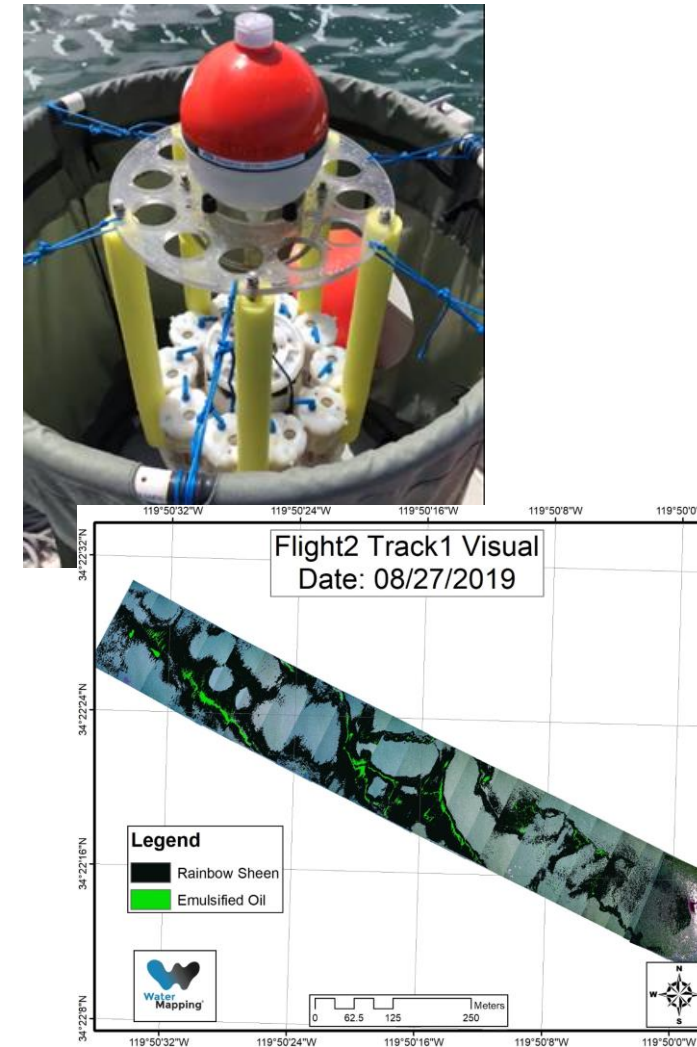 119°50'32"W
119°50'24"W
119°50'16"W
119°50'8"W
119°50'0"
34°22'32"N
34°22'24"N
34°22'16"N
34°22'8"N
Flight2 Track1 Visual
Date: 08/27/2019
Legend
Rainbow Sheen
Emulsified Oil
Water
Mapping
0 62.5 125 250
Meters
N
W
S
119°50'32"W
119°50'24"W
119°50'16"W
119°50'8"W
119°50'0"W